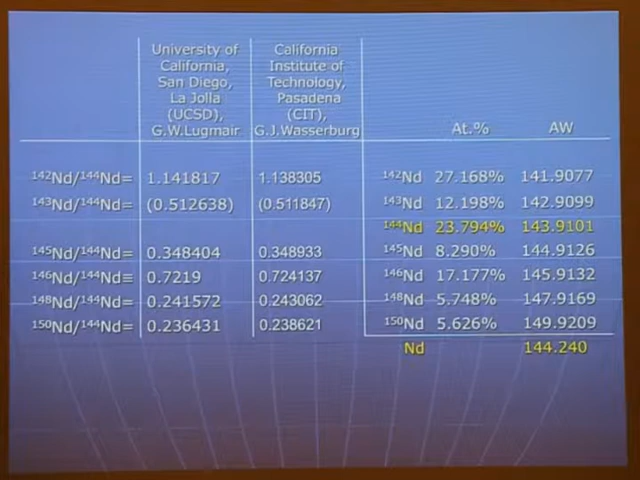 University of California, San Diego, La Jolla (UCSD), G.W.Lugmair
California Institute of Technology, Pasadena (CIT), G.J.Wasserburg
At.% AW
¹⁴²Nd/¹⁴⁴Nd= 1.141817 1.138305 ¹⁴²Nd 27.168% 141.9077
¹⁴³Nd/¹⁴⁴Nd= (0.512638) (0.511847) ¹⁴³Nd 12.198% 142.9099
¹⁴⁴Nd 23.794% 143.9101
¹⁴⁵Nd/¹⁴⁴Nd= 0.348404 0.348933 ¹⁴⁵Nd 8.290% 144.9126
¹⁴⁶Nd/¹⁴⁴Nd≡ 0.7219 0.724137 ¹⁴⁶Nd 17.177% 145.9132
¹⁴⁸Nd/¹⁴⁴Nd= 0.241572 0.243062 ¹⁴⁸Nd 5.748% 147.9169
¹⁵⁰Nd/¹⁴⁴Nd= 0.236431 0.238621 ¹⁵⁰Nd 5.626% 149.9209
Nd 144.240